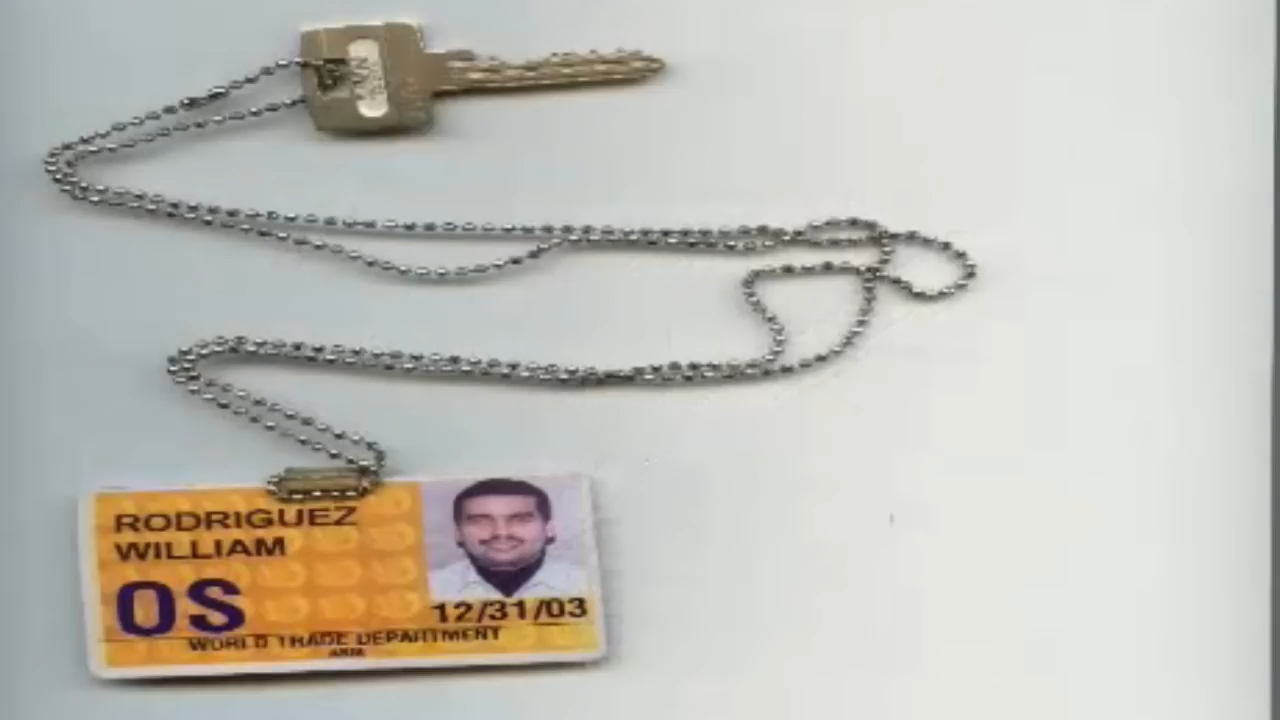 RODRIGUEZ
WILLIAM
OS
12/31/03
WORLD TRADE DEPARTMENT